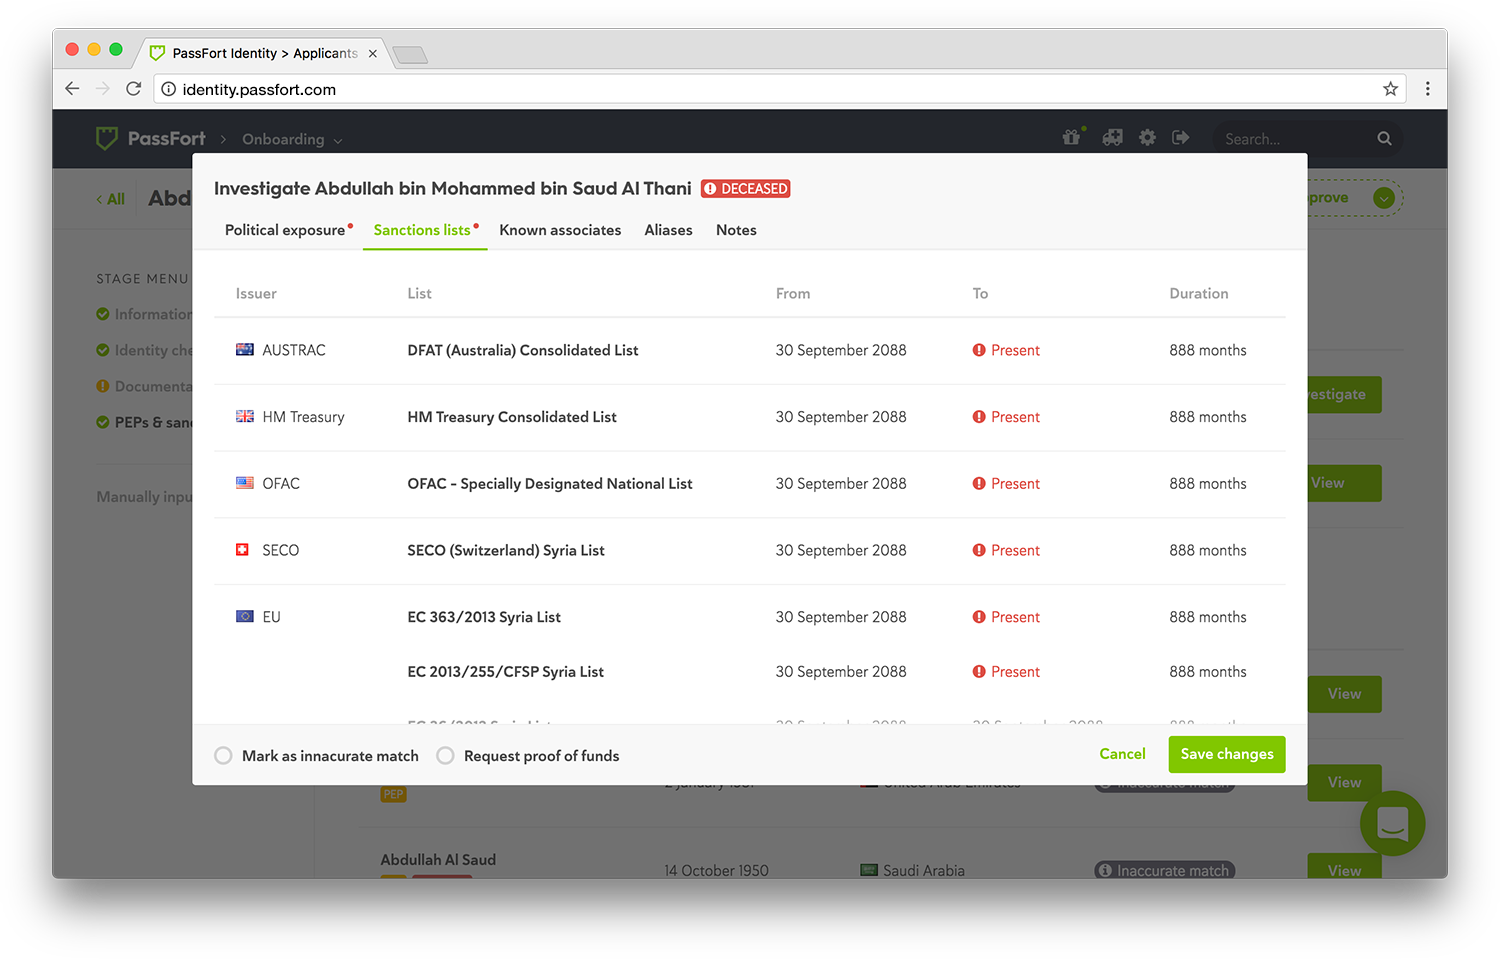 PassFort Identity > Applicants
identity.passfort.com
PassFort > Onboarding
Search...
< All Abd
prove
Investigate Abdullah bin Mohammed bin Saud Al Thani DECEASED
Political exposure Sanctions lists Known associates Aliases Notes
STAGE MENU
Information
Identity che
Documenta
PEPs & sanc
Manually inpu
Issuer List From To Duration
AUSTRAC DFAT (Australia) Consolidated List 30 September 2088 Present 888 months
HM Treasury HM Treasury Consolidated List 30 September 2088 Present 888 months
OFAC OFAC - Specially Designated National List 30 September 2088 Present 888 months
SECO SECO (Switzerland) Syria List 30 September 2088 Present 888 months
EU EC 363/2013 Syria List 30 September 2088 Present 888 months
EC 2013/255/CFSP Syria List 30 September 2088 Present 888 months
Mark as innacurate match Request proof of funds Cancel Save changes
vestigate
View
View
PEP United Arab Emirates Inaccurate match View
Abdullah Al Saud 14 October 1950 Saudi Arabia Inaccurate match View